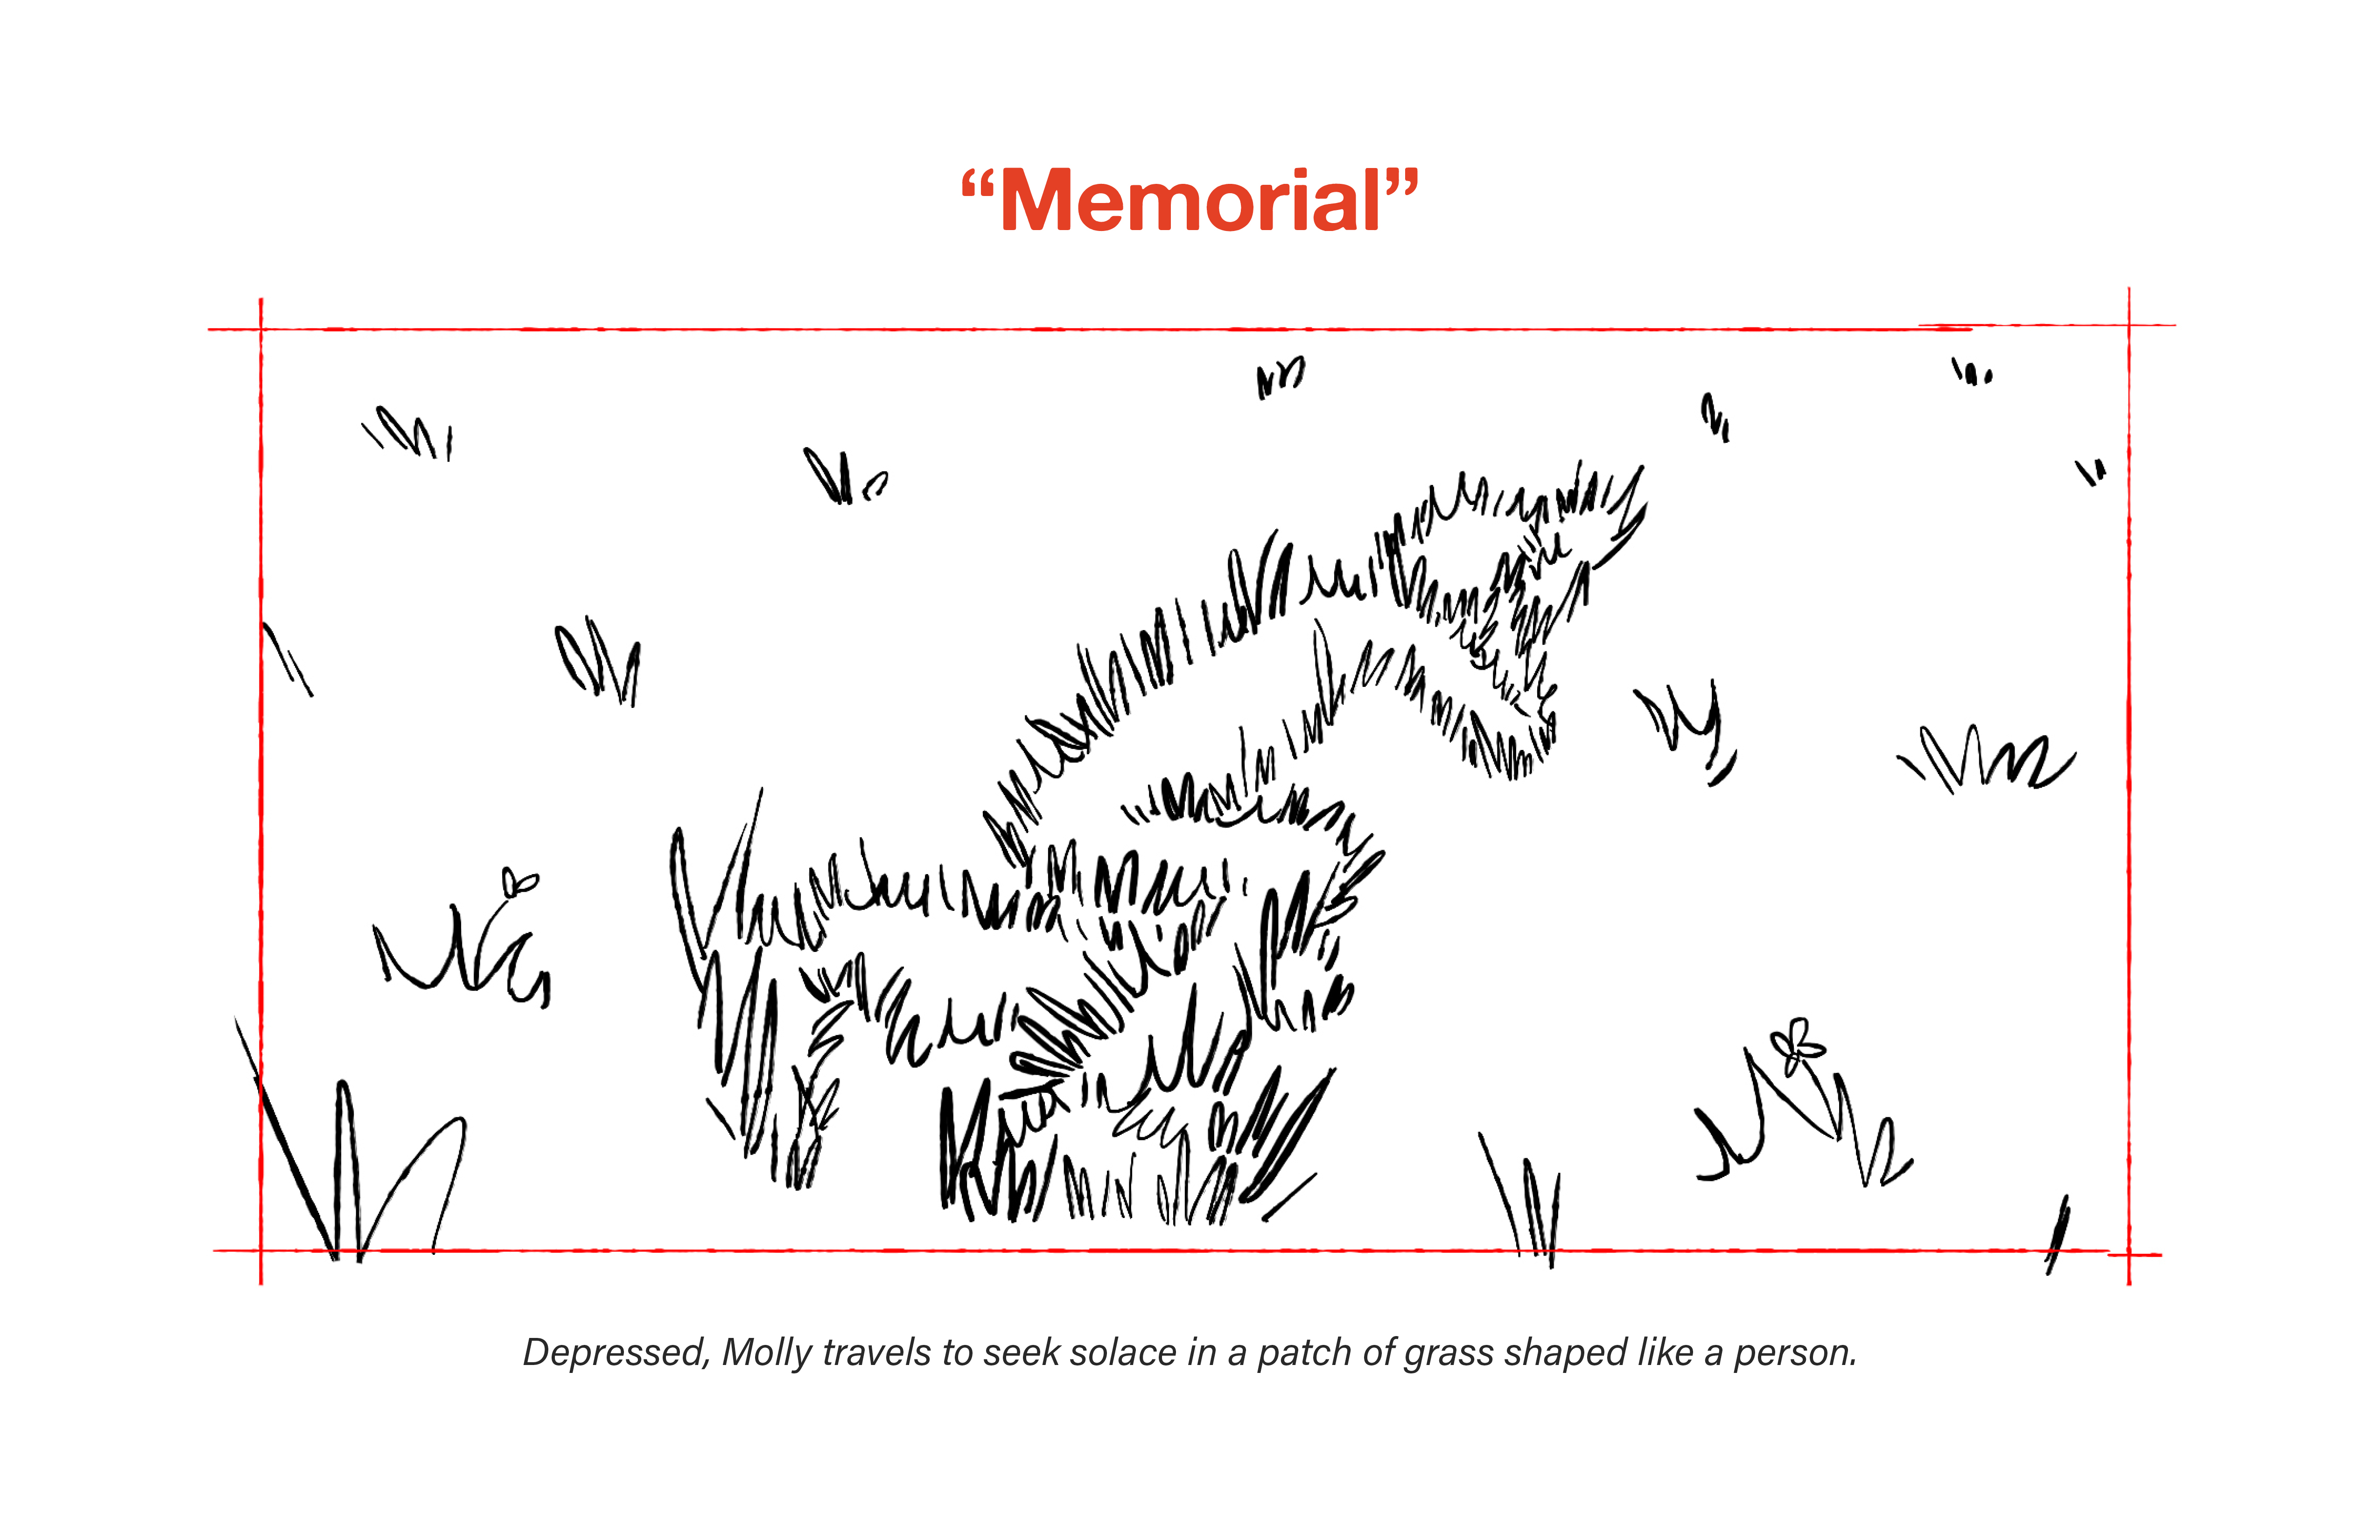 “Memorial”
Depressed, Molly travels to seek solace in a patch of grass shaped like a person.